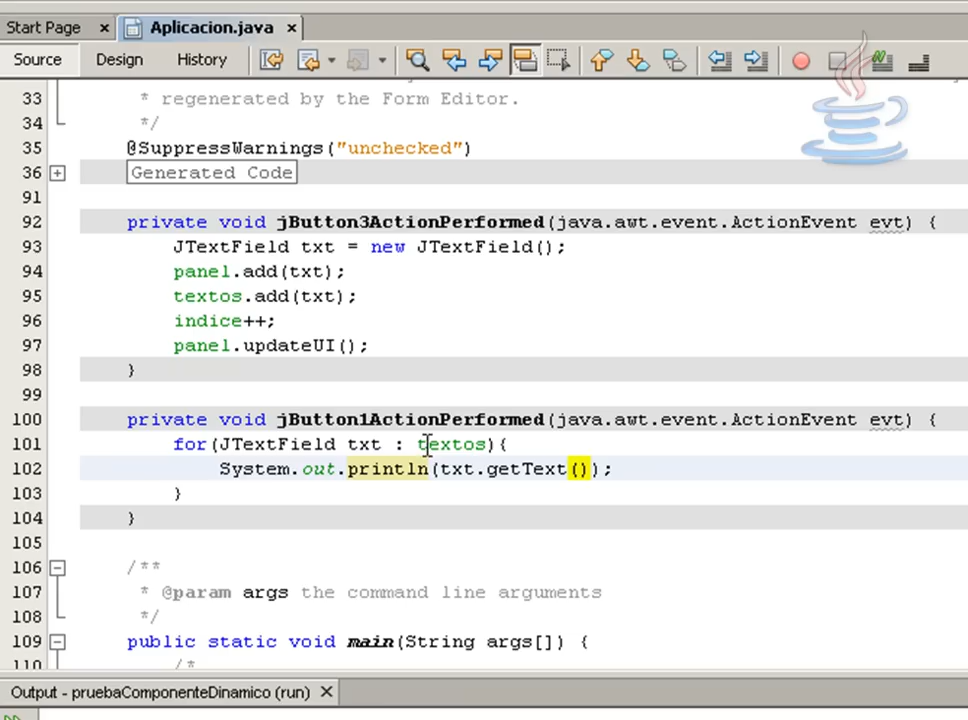 Start Page × Aplicacion.java ×
Source Design History
33 * regenerated by the Form Editor.
34 */
35 @SuppressWarnings("unchecked")
36 Generated Code
91
92 private void jButton3ActionPerformed(java.awt.event.ActionEvent evt) {
93 JTextField txt = new JTextField();
94 panel.add(txt);
95 textos.add(txt);
96 indice++;
97 panel.updateUI();
98 }
99
100 private void jButton1ActionPerformed(java.awt.event.ActionEvent evt) {
101 for(JTextField txt : textos){
102 System.out.println(txt.getText());
103 }
104 }
105
106 /**
107 * @param args the command line arguments
108 */
109 public static void main(String args[]) {
110 /*
Output - pruebaComponenteDinamico (run) ×